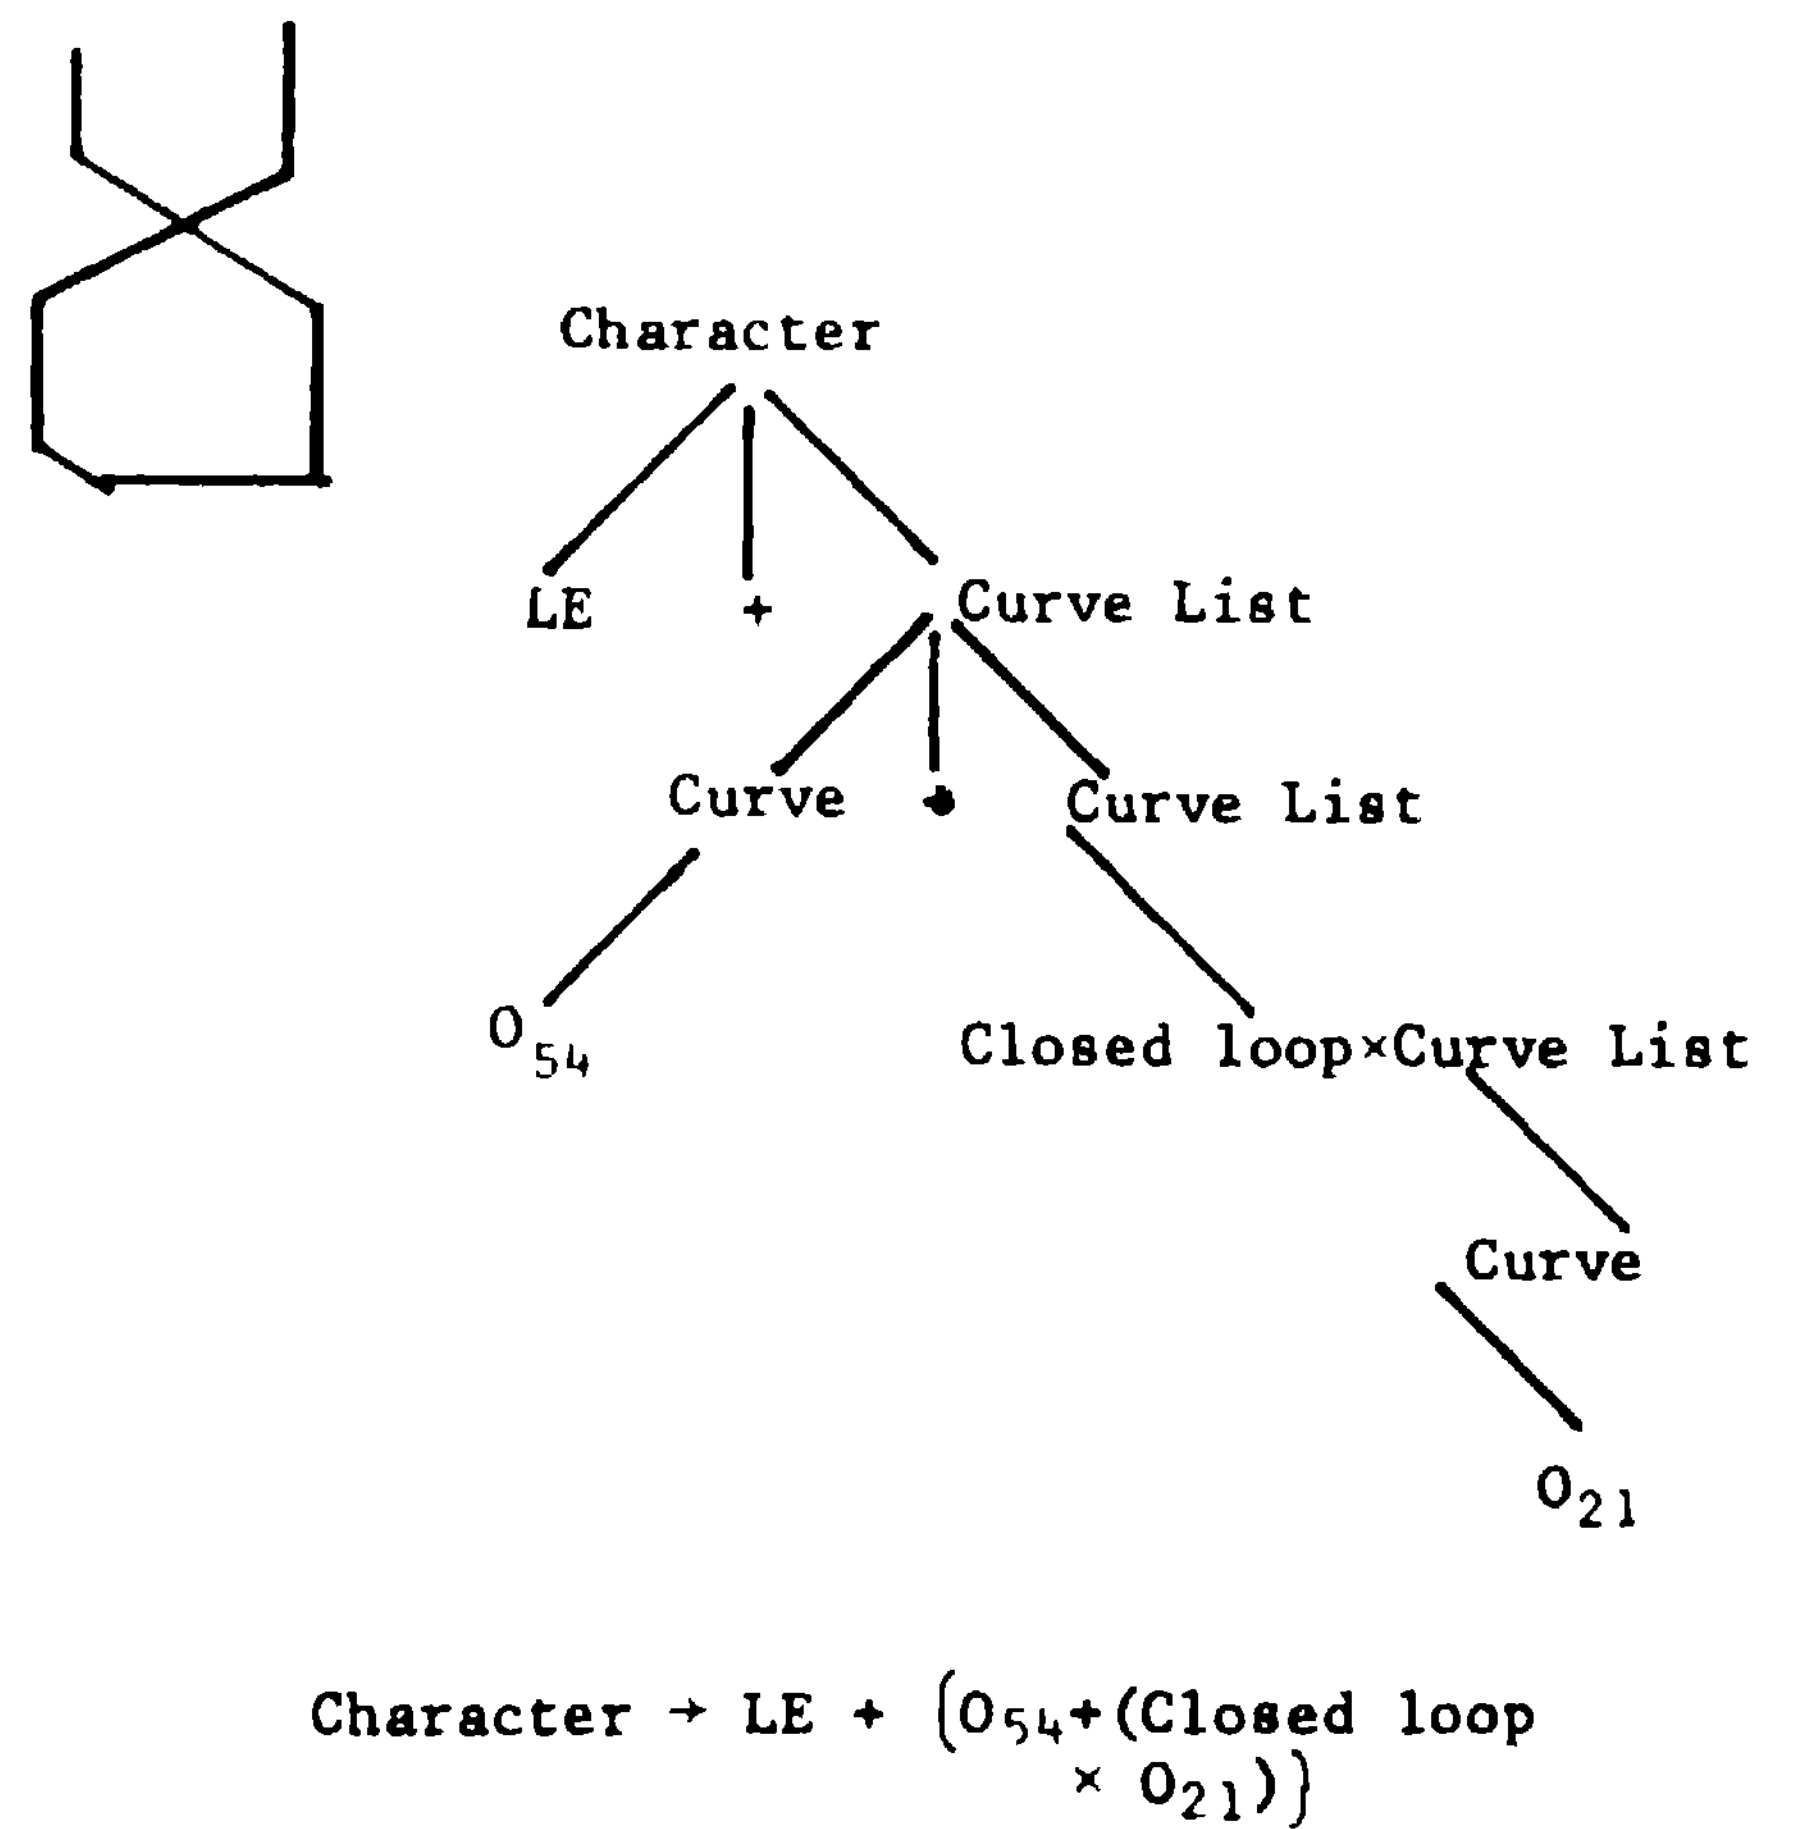 Character
LE + Curve List
Curve + Curve List
O54
Closed loop×Curve List
Curve
O21
Character → LE + {O54+(Closed loop
× O21)}